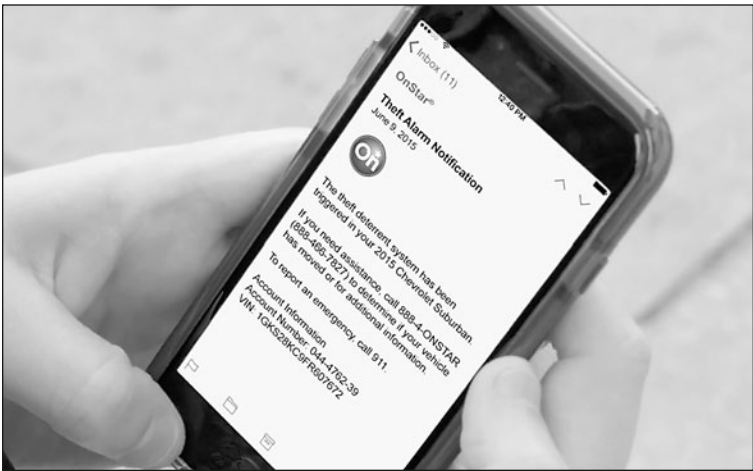 Inbox (11)
12:40 PM
OnStar®
Theft Alarm Notification
June 9, 2015
On
The theft deterrent system has been
triggered in your 2015 Chevrolet Suburban.
If you need assistance, call 888-4-ONSTAR
(888-466-7827) to determine if your vehicle
has moved or for additional information.
To report an emergency, call 911.
Account Information
Account Number: 044-4762-39
VIN: 1GKS28KC9FR607672